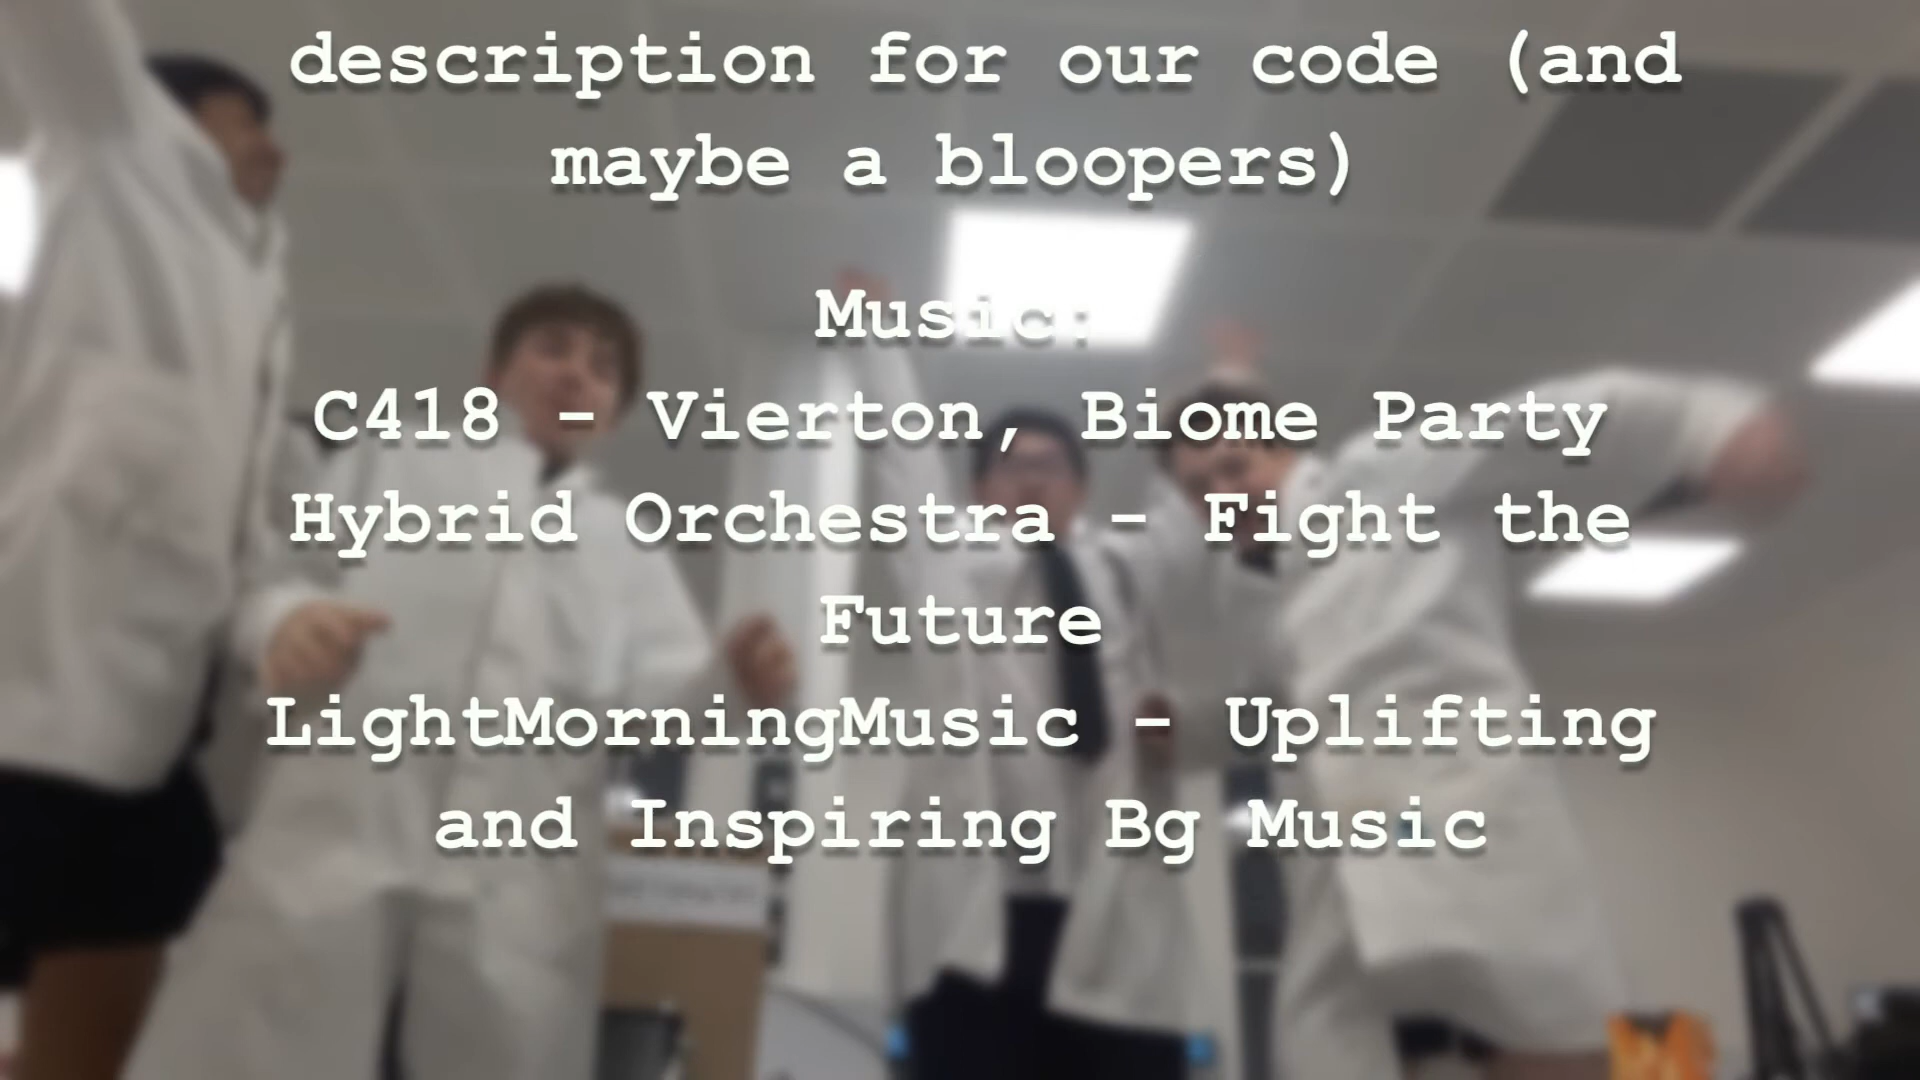 description for our code (and
maybe a bloopers)
Music:
C418 - Vierton, Biome Party
Hybrid Orchestra - Fight the
Future
LightMorningMusic - Uplifting
and Inspiring Bg Music